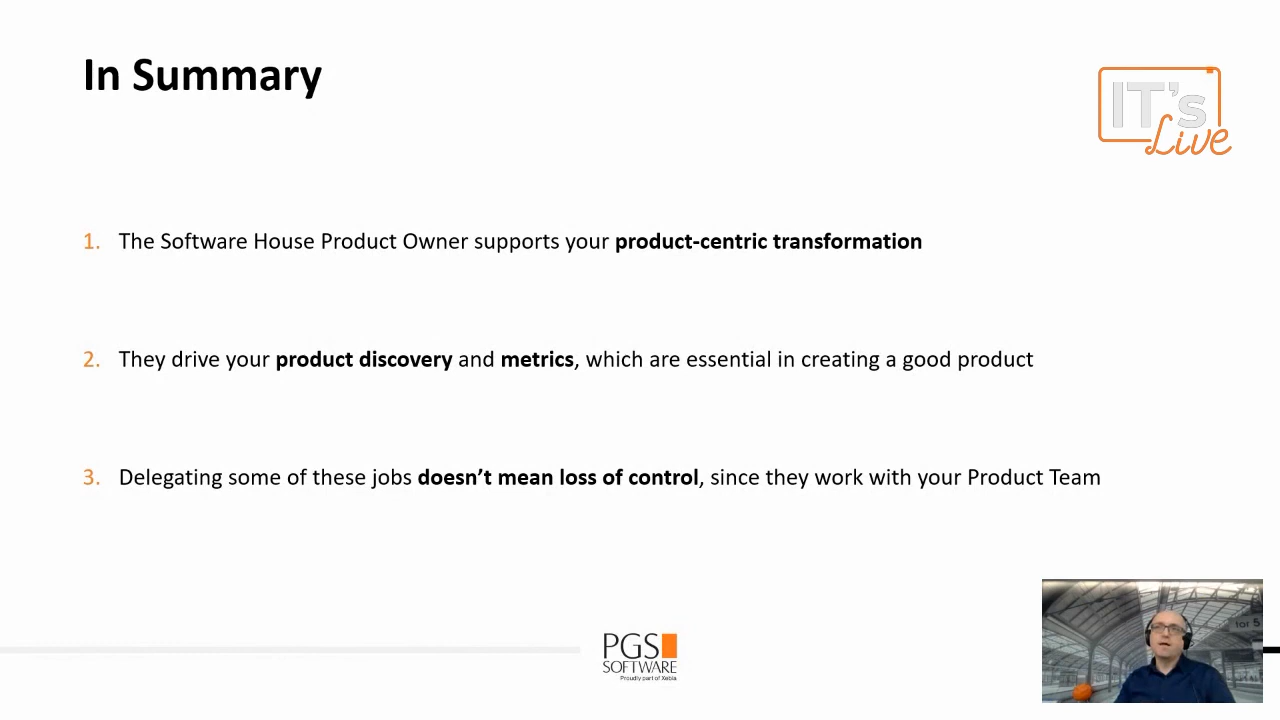 In Summary
IT's
Live
1. The Software House Product Owner supports your product-centric transformation
2. They drive your product discovery and metrics, which are essential in creating a good product
3. Delegating some of these jobs doesn’t mean loss of control, since they work with your Product Team
PGS
SOFTWARE
Proudly part of Xebia
tor 5